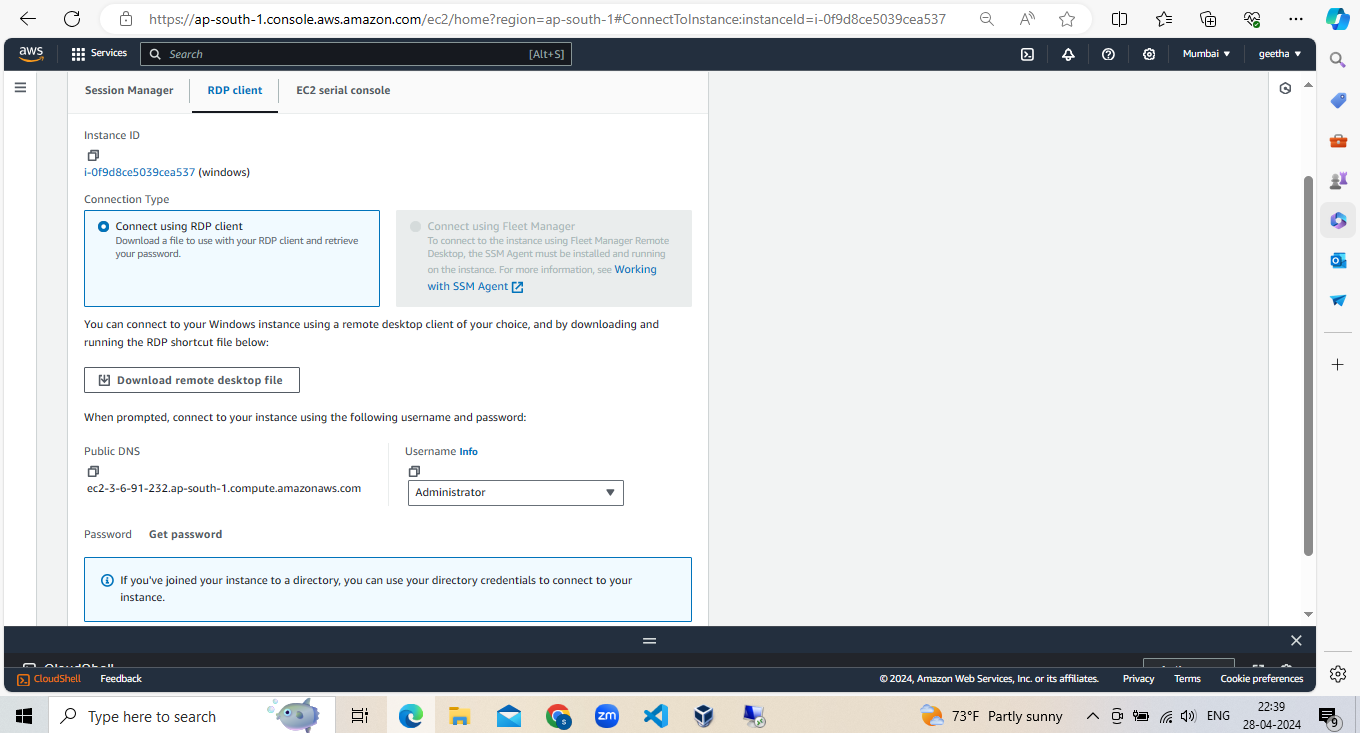 https://ap-south-1.console.aws.amazon.com/ec2/home?region=ap-south-1#ConnectToInstance:instanceId=i-0f9d8ce5039cea537
aws
Services
Search
[Alt+S]
Mumbai
geetha
Session Manager
RDP client
EC2 serial console
Instance ID
i-0f9d8ce5039cea537 (windows)
Connection Type
Connect using RDP client
Download a file to use with your RDP client and retrieve
your password.
Connect using Fleet Manager
To connect to the instance using Fleet Manager Remote
Desktop, the SSM Agent must be installed and running
on the instance. For more information, see Working
with SSM Agent
You can connect to your Windows instance using a remote desktop client of your choice, and by downloading and
running the RDP shortcut file below:
Download remote desktop file
When prompted, connect to your instance using the following username and password:
Public DNS
ec2-3-6-91-232.ap-south-1.compute.amazonaws.com
Username Info
Administrator
Password Get password
If you've joined your instance to a directory, you can use your directory credentials to connect to your
instance.
CloudShell
CloudShell
Feedback
© 2024, Amazon Web Services, Inc. or its affiliates.
Privacy
Terms
Cookie preferences
Type here to search
zm
S
73°F Partly sunny
ENG
22:39
28-04-2024
9